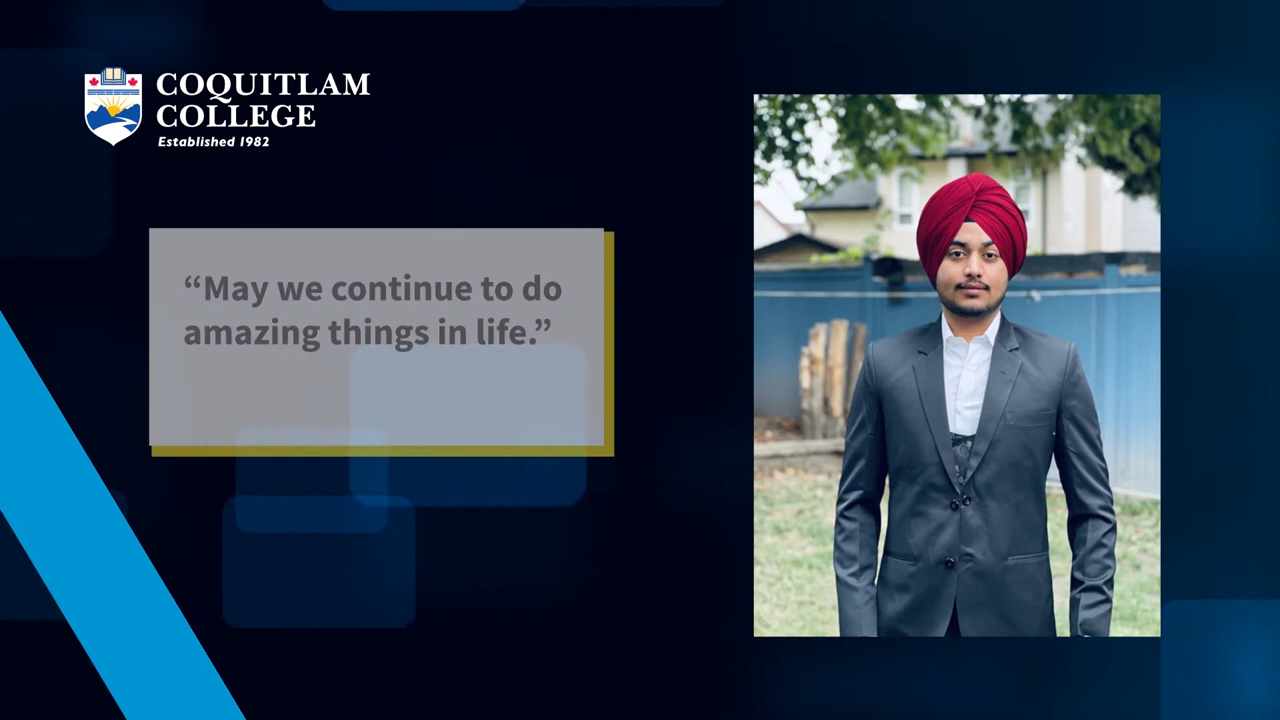 COQUITLAM
COLLEGE
Established 1982
“May we continue to do
amazing things in life.”